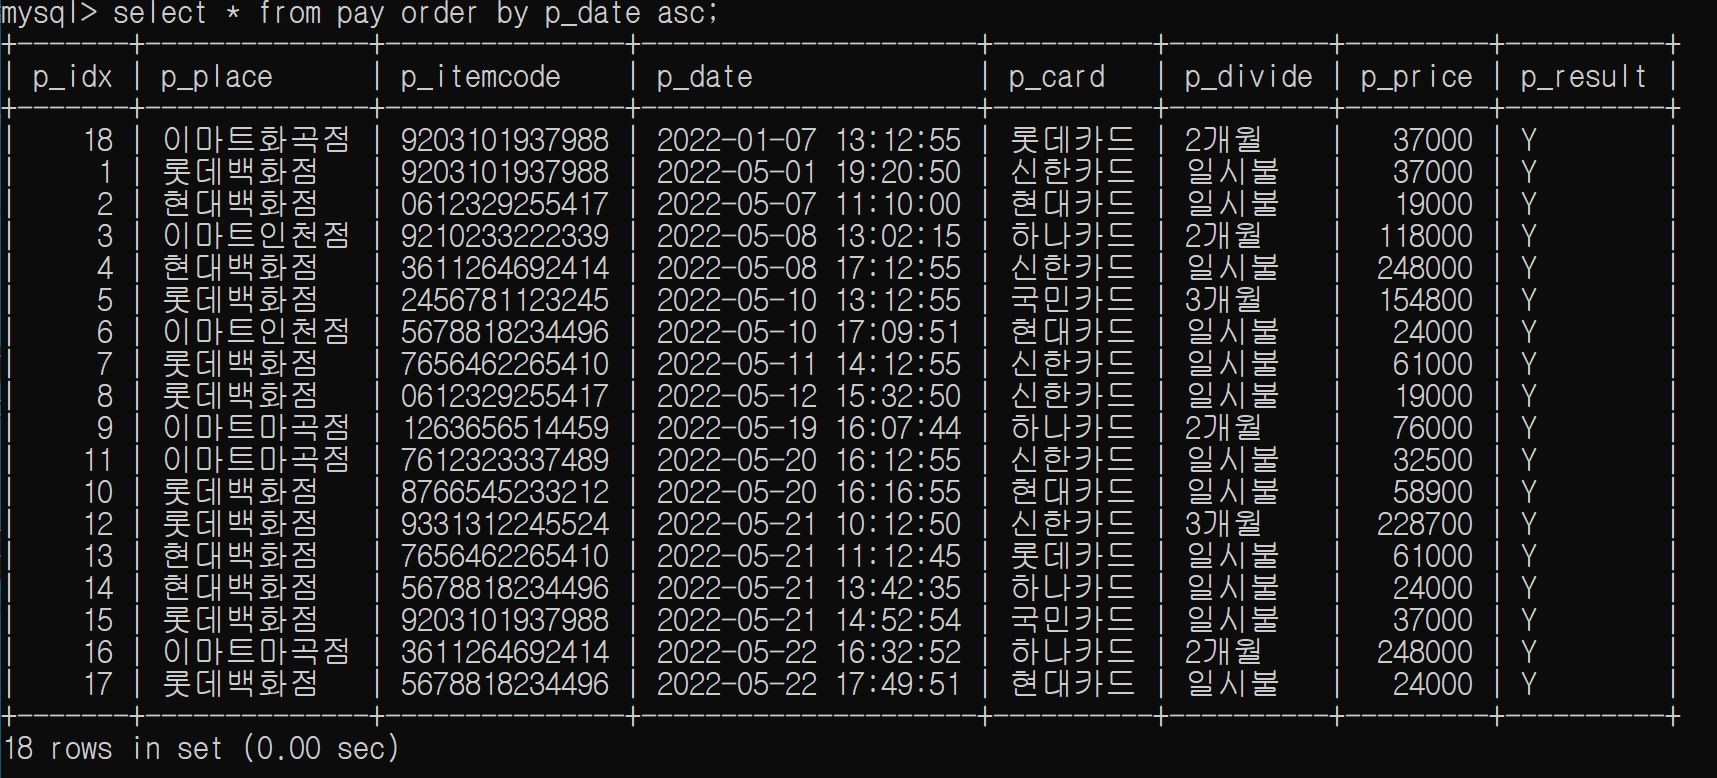 mysql> select * from pay order by p_date asc;
+-------+--------------+---------------+---------------------+---------+----------+---------+----------+
| p_idx | p_place | p_itemcode | p_date | p_card | p_divide | p_price | p_result |
+-------+--------------+---------------+---------------------+---------+----------+---------+----------+
| 18 | 이마트화곡점 | 9203101937988 | 2022-01-07 13:12:55 | 롯데카드 | 2개월 | 37000 | Y |
| 1 | 롯데백화점 | 9203101937988 | 2022-05-01 19:20:50 | 신한카드 | 일시불 | 37000 | Y |
| 2 | 현대백화점 | 0612329255417 | 2022-05-07 11:10:00 | 현대카드 | 일시불 | 19000 | Y |
| 3 | 이마트인천점 | 9210233222339 | 2022-05-08 13:02:15 | 하나카드 | 2개월 | 118000 | Y |
| 4 | 현대백화점 | 3611264692414 | 2022-05-08 17:12:55 | 신한카드 | 일시불 | 248000 | Y |
| 5 | 롯데백화점 | 2456781123245 | 2022-05-10 13:12:55 | 국민카드 | 3개월 | 154800 | Y |
| 6 | 이마트인천점 | 5678818234496 | 2022-05-10 17:09:51 | 현대카드 | 일시불 | 24000 | Y |
| 7 | 롯데백화점 | 7656462265410 | 2022-05-11 14:12:55 | 신한카드 | 일시불 | 61000 | Y |
| 8 | 롯데백화점 | 0612329255417 | 2022-05-12 15:32:50 | 신한카드 | 일시불 | 19000 | Y |
| 9 | 이마트마곡점 | 1263656514459 | 2022-05-19 16:07:44 | 하나카드 | 2개월 | 76000 | Y |
| 11 | 이마트마곡점 | 7612323337489 | 2022-05-20 16:12:55 | 신한카드 | 일시불 | 32500 | Y |
| 10 | 롯데백화점 | 8766545233212 | 2022-05-20 16:16:55 | 현대카드 | 일시불 | 58900 | Y |
| 12 | 롯데백화점 | 9331312245524 | 2022-05-21 10:12:50 | 신한카드 | 3개월 | 228700 | Y |
| 13 | 현대백화점 | 7656462265410 | 2022-05-21 11:12:45 | 롯데카드 | 일시불 | 61000 | Y |
| 14 | 현대백화점 | 5678818234496 | 2022-05-21 13:42:35 | 하나카드 | 일시불 | 24000 | Y |
| 15 | 롯데백화점 | 9203101937988 | 2022-05-21 14:52:54 | 국민카드 | 일시불 | 37000 | Y |
| 16 | 이마트마곡점 | 3611264692414 | 2022-05-22 16:32:52 | 하나카드 | 2개월 | 248000 | Y |
| 17 | 롯데백화점 | 5678818234496 | 2022-05-22 17:49:51 | 현대카드 | 일시불 | 24000 | Y |
+-------+--------------+---------------+---------------------+---------+----------+---------+----------+
18 rows in set (0.00 sec)